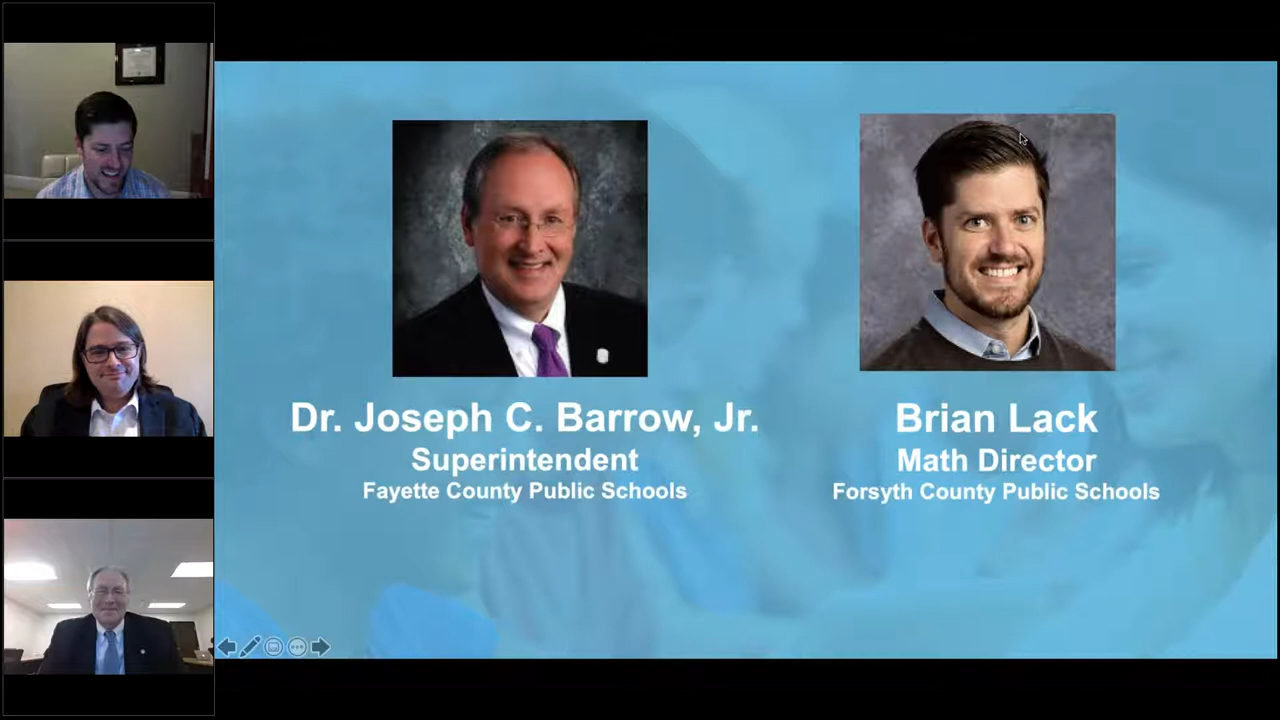 Dr. Joseph C. Barrow, Jr.
Superintendent
Fayette County Public Schools
Brian Lack
Math Director
Forsyth County Public Schools